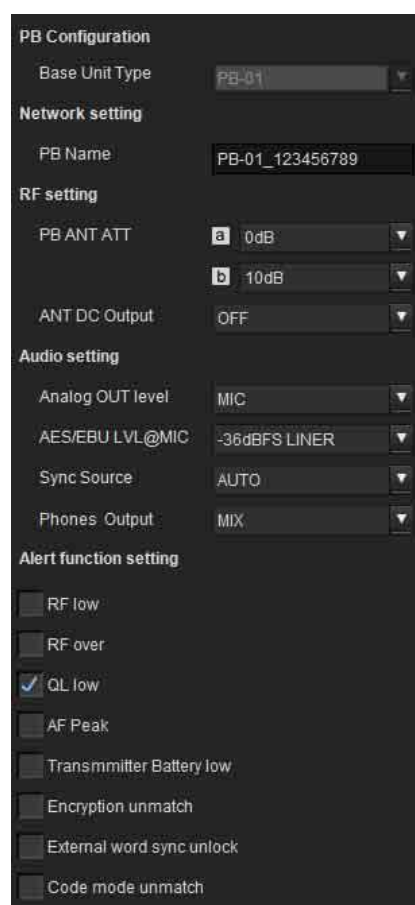 PB Configuration
Base Unit Type PB-01
Network setting
PB Name PB-01_123456789
RF setting
PB ANT ATT a 0dB
b 10dB
ANT DC Output OFF
Audio setting
Analog OUT level MIC
AES/EBU LVL@MIC -36dBFS LINER
Sync Source AUTO
Phones Output MIX
Alert function setting
RF low
RF over
QL low
AF Peak
Transmmitter Battery low
Encryption unmatch
External word sync unlock
Code mode unmatch